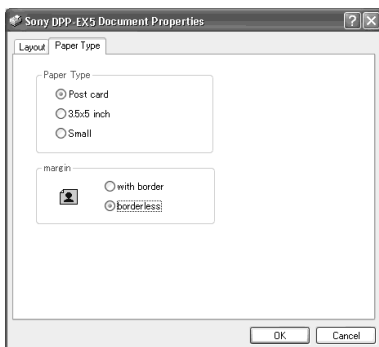 Sony DPP-EX5 Document Properties
Layout Paper Type
Paper Type
Post card
3.5x5 inch
Small
margin
with border
borderless
OK Cancel